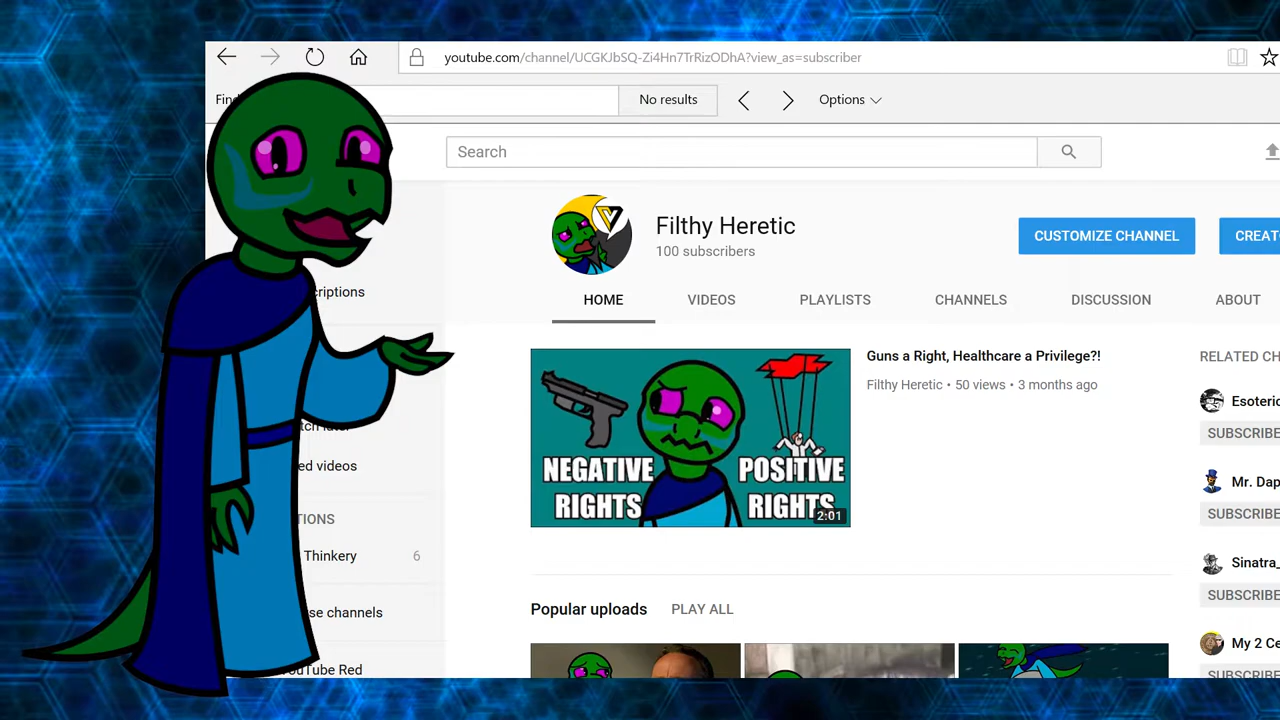 youtube.com/channel/UCGKJbSQ-Zi4Hn7TrRizODhA?view_as=subscriber
No results
Options
Search
Filthy Heretic
100 subscribers
CUSTOMIZE CHANNEL
HOME
VIDEOS
PLAYLISTS
CHANNELS
DISCUSSION
ABOUT
NEGATIVE RIGHTS
POSITIVE RIGHTS
2:01
Guns a Right, Healthcare a Privilege?!
Filthy Heretic • 50 views • 3 months ago
RELATED CH
Esoteric
SUBSCRIBE
Mr. Dap
SUBSCRIBE
Sinatra_
SUBSCRIBE
My 2 Ce
SUBSCRIBE
criptions
ed videos
TIONS
Thinkery
6
se channels
uTube Red
Popular uploads
PLAY ALL